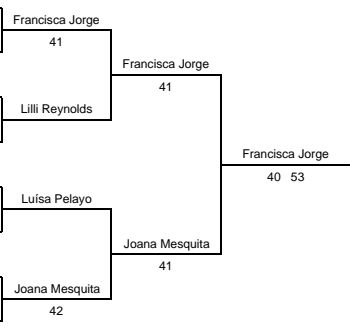 Francisca Jorge
41
Francisca Jorge
41
Lilli Reynolds
Francisca Jorge
40 53
Luísa Pelayo
Joana Mesquita
41
Joana Mesquita
42